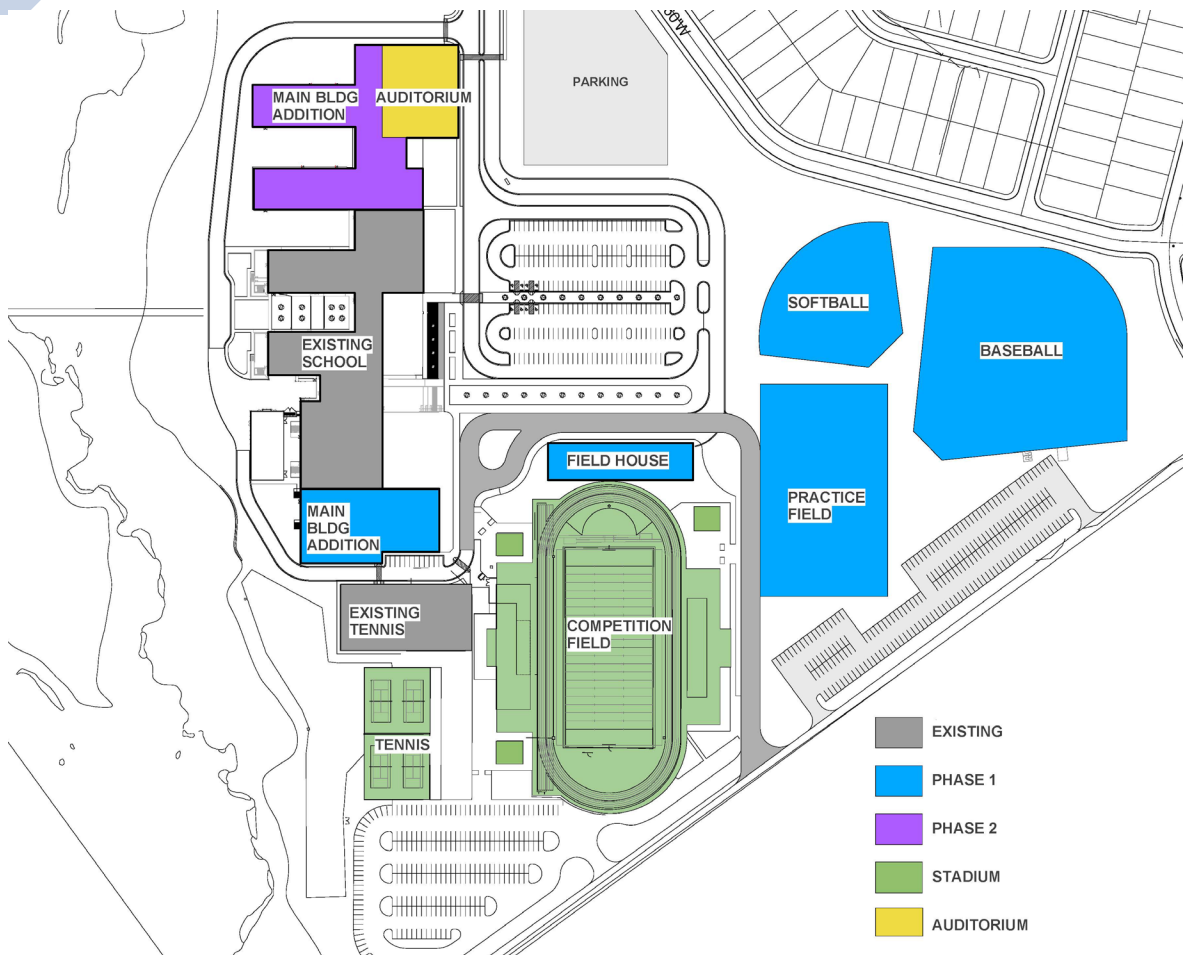 PARKING
MAIN BLDG
ADDITION
AUDITORIUM
SOFTBALL
BASEBALL
EXISTING
SCHOOL
FIELD HOUSE
PRACTICE
FIELD
MAIN
BLDG
ADDITION
EXISTING
TENNIS
COMPETITION
FIELD
TENNIS
EXISTING
PHASE 1
PHASE 2
STADIUM
AUDITORIUM